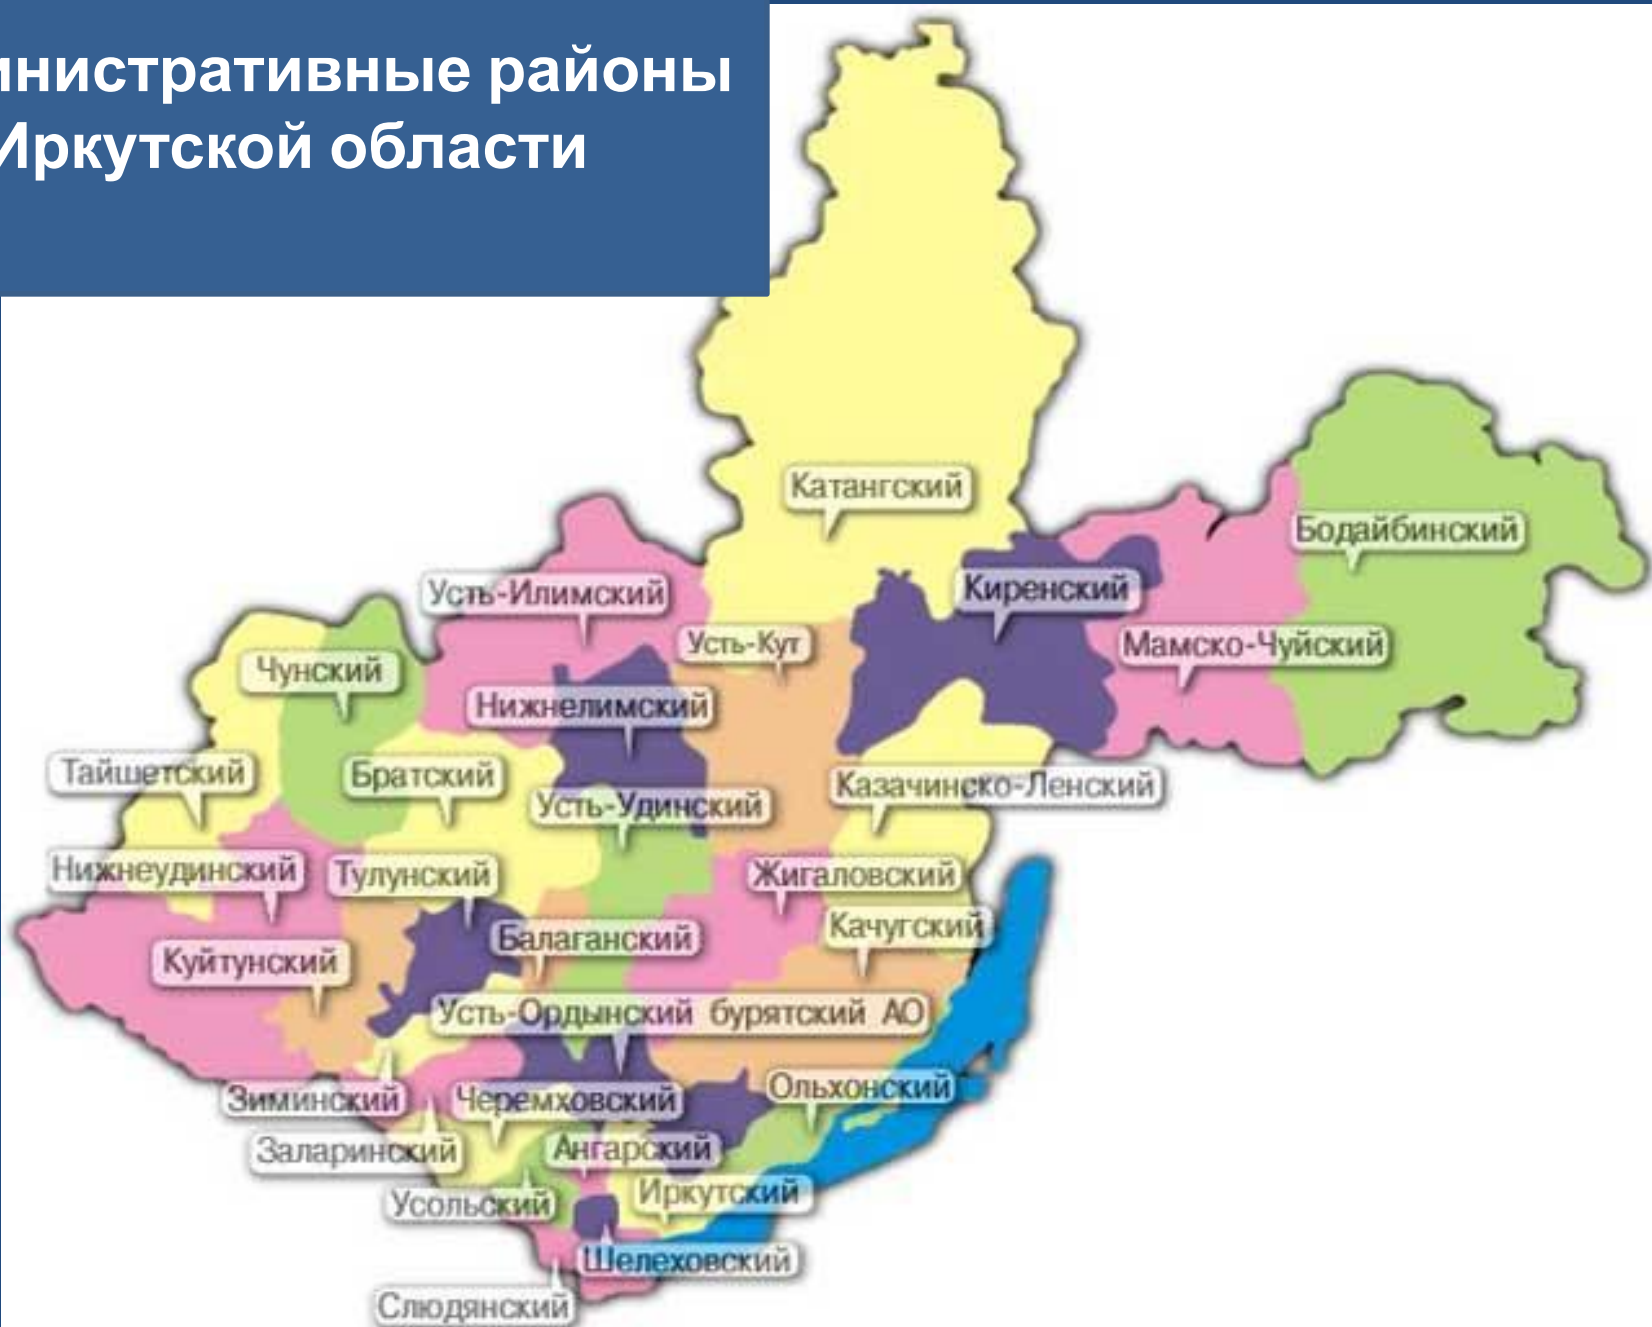 инистративные районы
Иркутской области
Катангский
Бодайбинский
Киренский
Усть-Илимский
Усть-Кут
Мамско-Чуйский
Чунский
Нижнелимский
Тайшетский
Братский
Казачинско-Ленский
Усть-Удинский
Нижнеудинский
Тулунский
Жигаловский
Качугский
Балаганский
Куйтунский
Усть-Ордынский бурятский АО
Ольхонский
Зиминский
Черемховский
Заларинский
Ангарский
Иркутский
Усольский
Шелеховский
Слюдянский